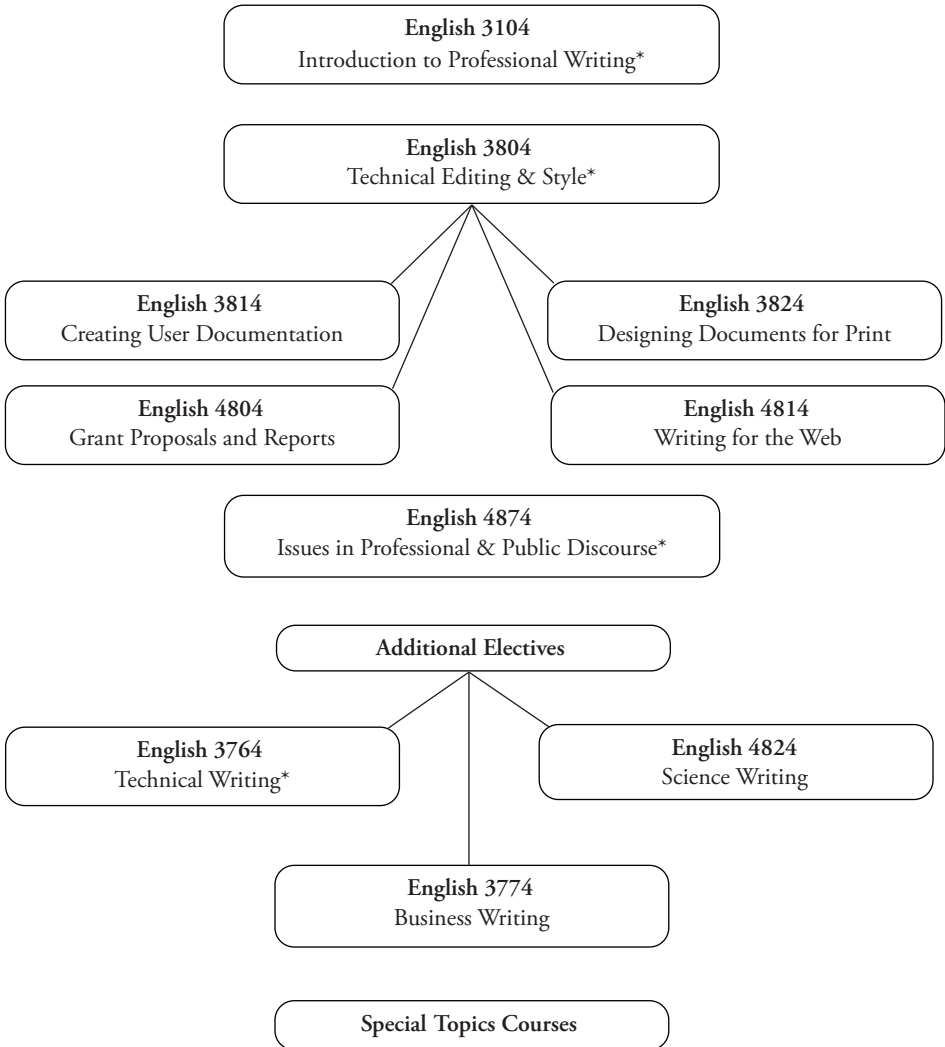 English 3104
Introduction to Professional Writing*
English 3804
Technical Editing & Style*
English 3814
Creating User Documentation
English 3824
Designing Documents for Print
English 4804
Grant Proposals and Reports
English 4814
Writing for the Web
English 4874
Issues in Professional & Public Discourse*
Additional Electives
English 3764
Technical Writing*
English 4824
Science Writing
English 3774
Business Writing
Special Topics Courses